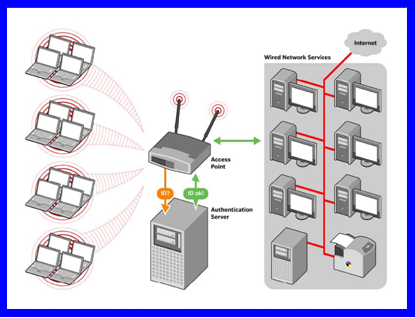 Internet
Wired Network Services
Access
Point
ID?
ID ok!
Authentication
Server